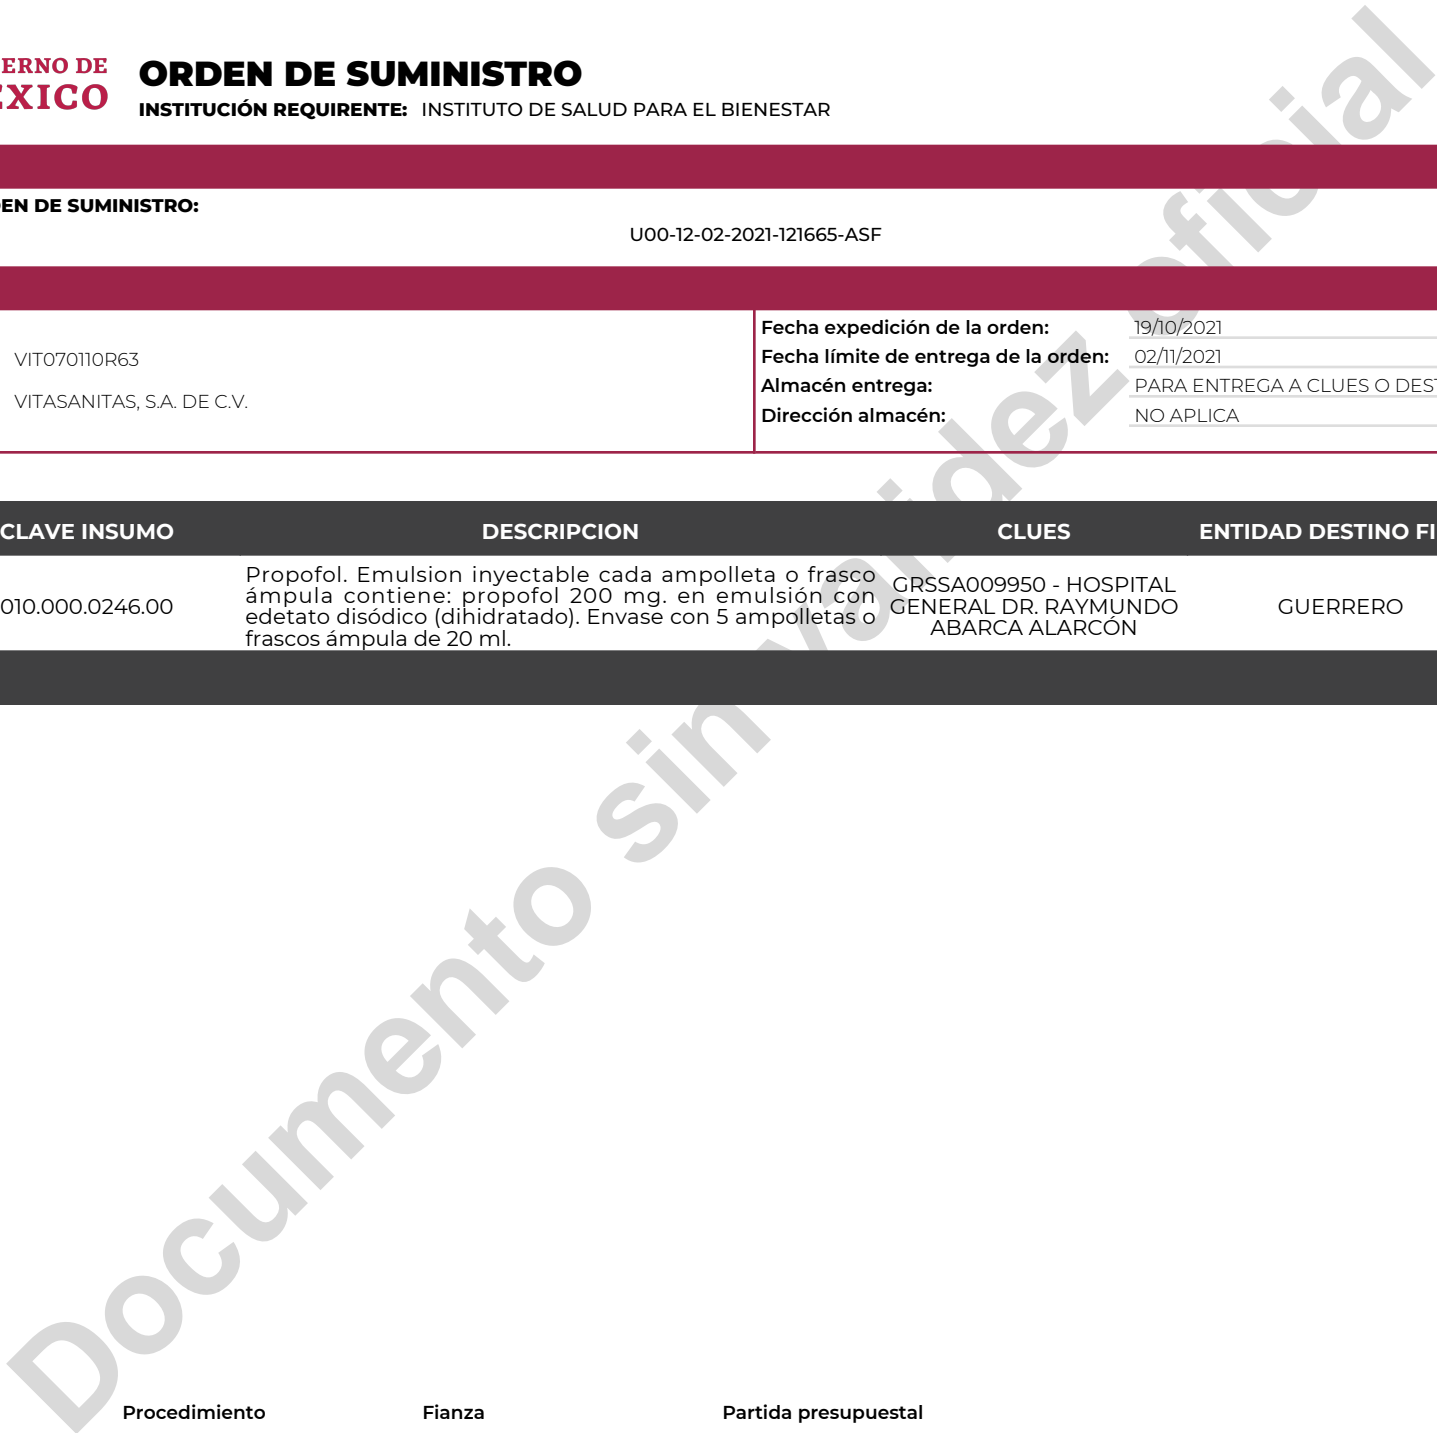 ERNO DE
ÉXICO
ORDEN DE SUMINISTRO
INSTITUCIÓN REQUIRENTE: INSTITUTO DE SALUD PARA EL BIENESTAR
EN DE SUMINISTRO:
U00-12-02-2021-121665-ASF
VIT070110R63
VITASANITAS, S.A. DE C.V.
Fecha expedición de la orden: 19/10/2021
Fecha límite de entrega de la orden: 02/11/2021
Almacén entrega: PARA ENTREGA A CLUES O DEST
Dirección almacén: NO APLICA
CLAVE INSUMO DESCRIPCION CLUES ENTIDAD DESTINO FI
010.000.0246.00
Propofol. Emulsion inyectable cada ampolleta o frasco
ámpula contiene: propofol 200 mg. en emulsión con
edetato disódico (dihidratado). Envase con 5 ampolletas o
frascos ámpula de 20 ml.
GRSSA009950 - HOSPITAL
GENERAL DR. RAYMUNDO
ABARCA ALARCÓN
GUERRERO
Documento sin validez oficial
Procedimiento Fianza Partida presupuestal